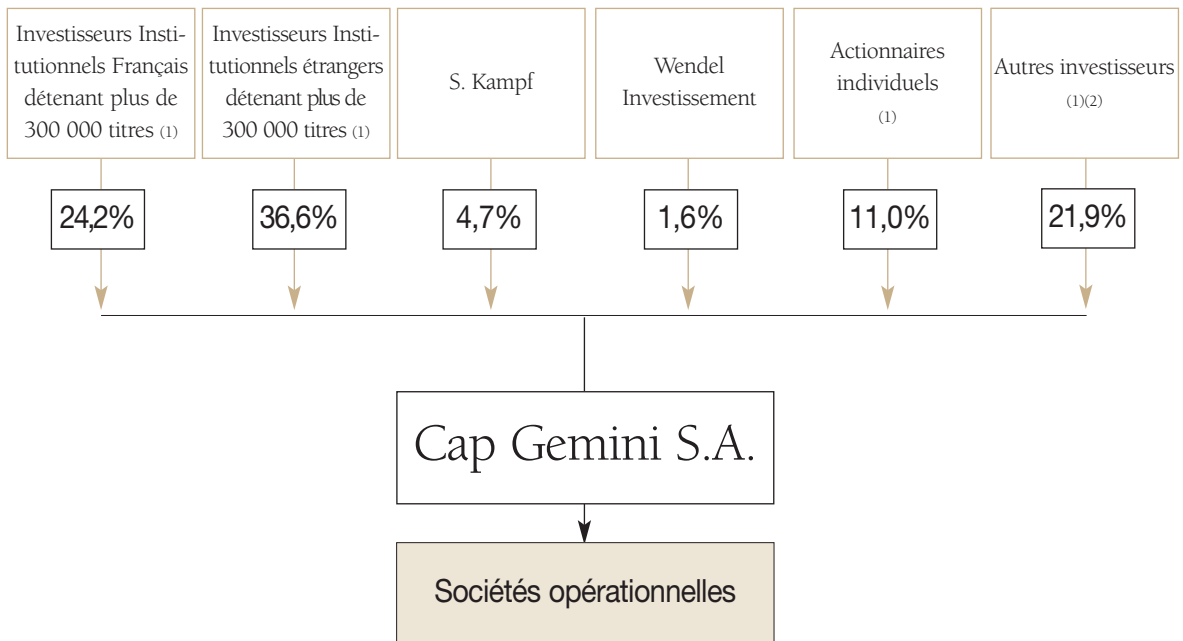 Investisseurs Insti-
tutionnels Français
détenant plus de
300 000 titres (1)
Investisseurs Insti-
tutionnels étrangers
détenant plus de
300 000 titres (1)
S. Kampf
Wendel
Investissement
Actionnaires
individuels
(1)
Autres investisseurs
(1)(2)
24,2%
36,6%
4,7%
1,6%
11,0%
21,9%
Cap Gemini S.A.
Sociétés opérationnelles